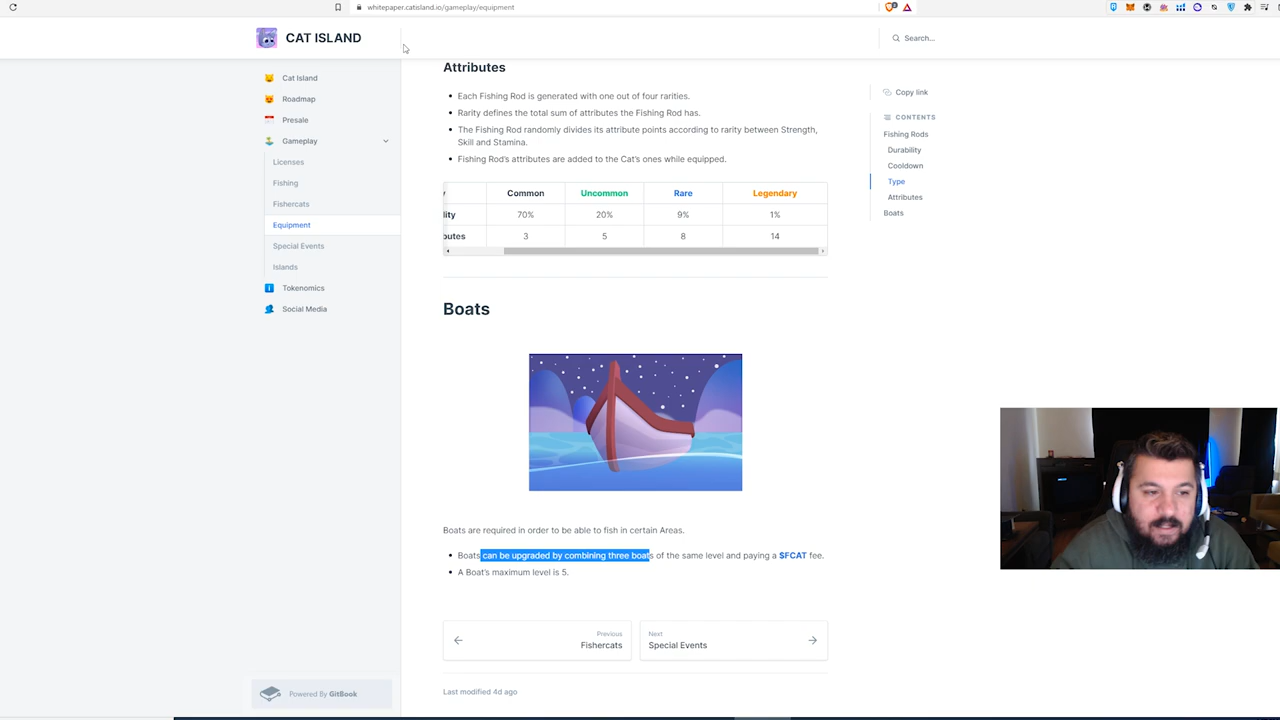 whitepaper.catisland.io/gameplay/equipment
CAT ISLAND
Search...
Cat Island
Roadmap
Presale
Gameplay
Licenses
Fishing
Fishercats
Equipment
Special Events
Islands
Tokenomics
Social Media
Powered By GitBook
Attributes
Each Fishing Rod is generated with one out of four rarities.
Rarity defines the total sum of attributes the Fishing Rod has.
The Fishing Rod randomly divides its attribute points according to rarity between Strength,
Skill and Stamina.
Fishing Rod's attributes are added to the Cat's ones while equipped.
y Common Uncommon Rare Legendary
lity 70% 20% 9% 1%
butes 3 5 8 14
Boats
Boats are required in order to be able to fish in certain Areas.
Boats can be upgraded by combining three boats of the same level and paying a $FCAT fee.
A Boat's maximum level is 5.
Previous
Fishercats
Next
Special Events
Last modified 4d ago
Copy link
CONTENTS
Fishing Rods
Durability
Cooldown
Type
Attributes
Boats